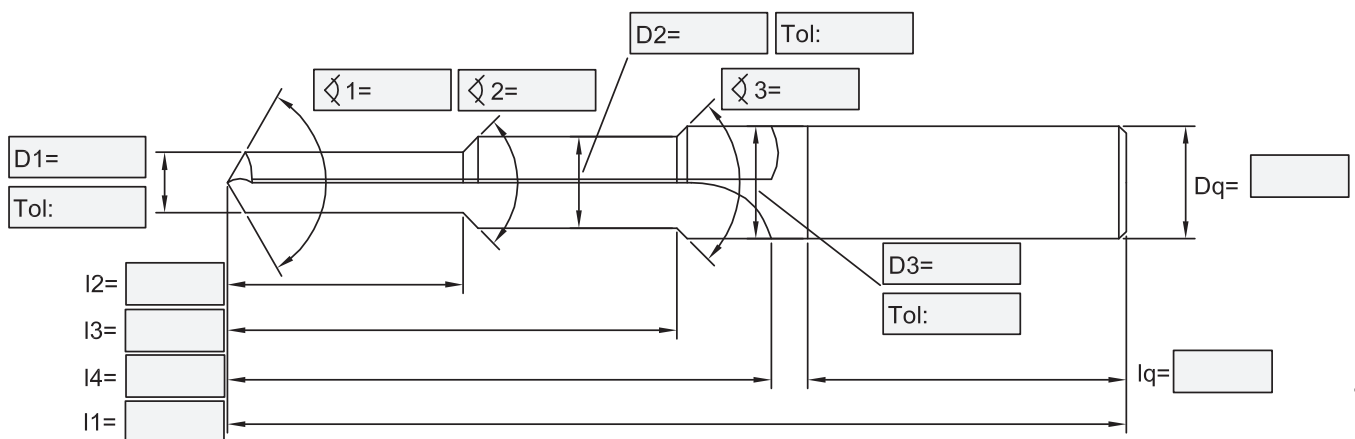 D2=
Tol:
∢ 1=
∢ 2=
∢ 3=
D1=
Tol:
Dq=
D3=
Tol:
l2=
l3=
l4=
lq=
l1=